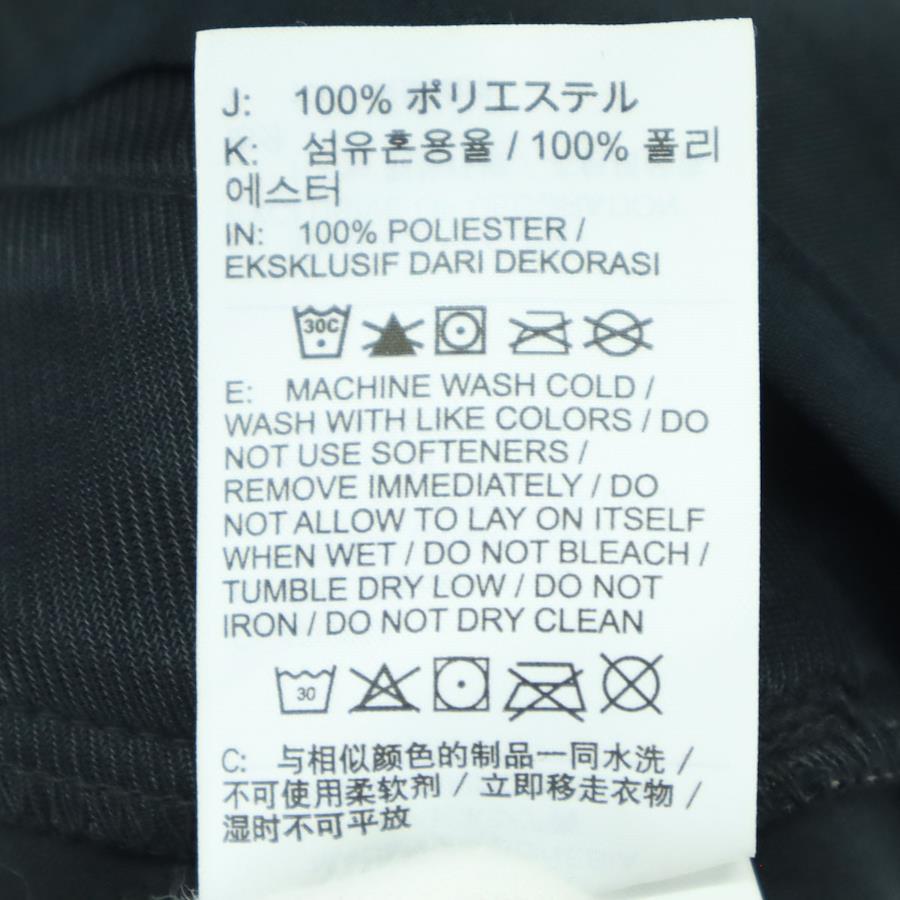 J: 100% ポリエステル
K: 섬유혼용율 / 100% 폴리
에스터
IN: 100% POLIESTER /
EKSKLUSIF DARI DEKORASI
30C
E: MACHINE WASH COLD /
WASH WITH LIKE COLORS / DO
NOT USE SOFTENERS /
REMOVE IMMEDIATELY / DO
NOT ALLOW TO LAY ON ITSELF
WHEN WET / DO NOT BLEACH /
TUMBLE DRY LOW / DO NOT
IRON / DO NOT DRY CLEAN
30
C: 与相似颜色的制品一同水洗 /
不可使用柔软剂 / 立即移走衣物 /
湿时不可平放